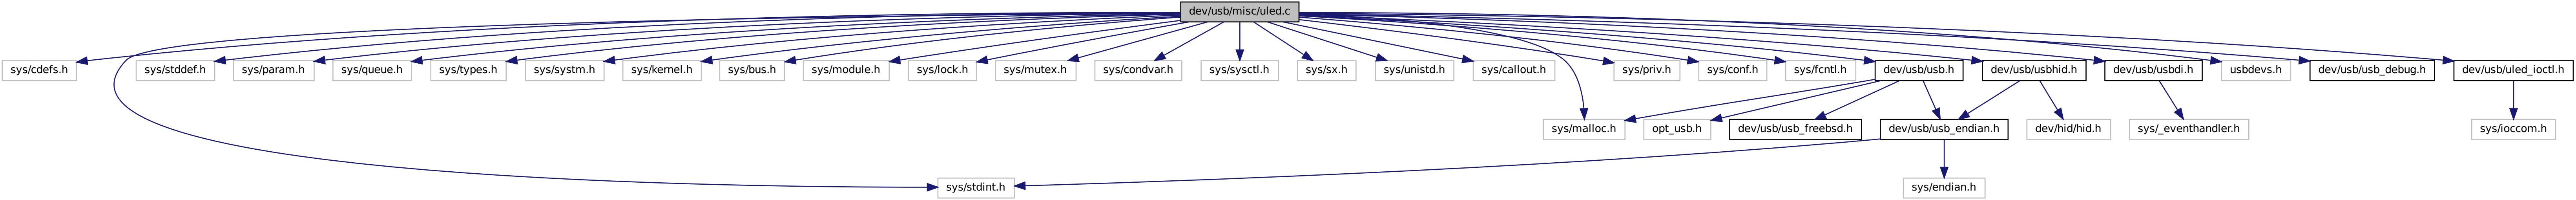 dev/usb/misc/uled.c
sys/cdefs.h
sys/stddef.h
sys/param.h
sys/queue.h
sys/types.h
sys/systm.h
sys/kernel.h
sys/bus.h
sys/module.h
sys/lock.h
sys/mutex.h
sys/condvar.h
sys/sysctl.h
sys/sx.h
sys/unistd.h
sys/callout.h
sys/priv.h
sys/conf.h
sys/fcntl.h
dev/usb/usb.h
dev/usb/usbhid.h
dev/usb/usbdi.h
usbdevs.h
dev/usb/usb_debug.h
dev/usb/uled_ioctl.h
sys/malloc.h
opt_usb.h
dev/usb/usb_freebsd.h
dev/usb/usb_endian.h
dev/hid/hid.h
sys/_eventhandler.h
sys/ioccom.h
sys/stdint.h
sys/endian.h